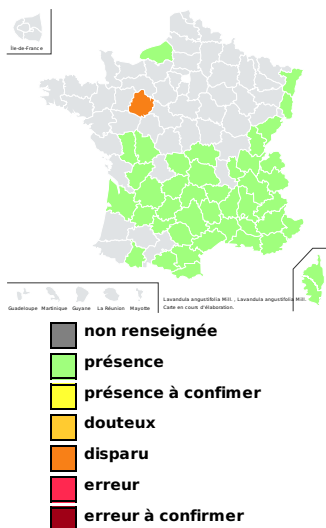 Île-de-France
Guadeloupe Martinique Guyane La Réunion Mayotte
Lavandula angustifolia Mill. , Lavandula angustifolia Mill.
Carte en cours d'élaboration.
non renseignée
présence
présence à confimer
douteux
disparu
erreur
erreur à confirmer